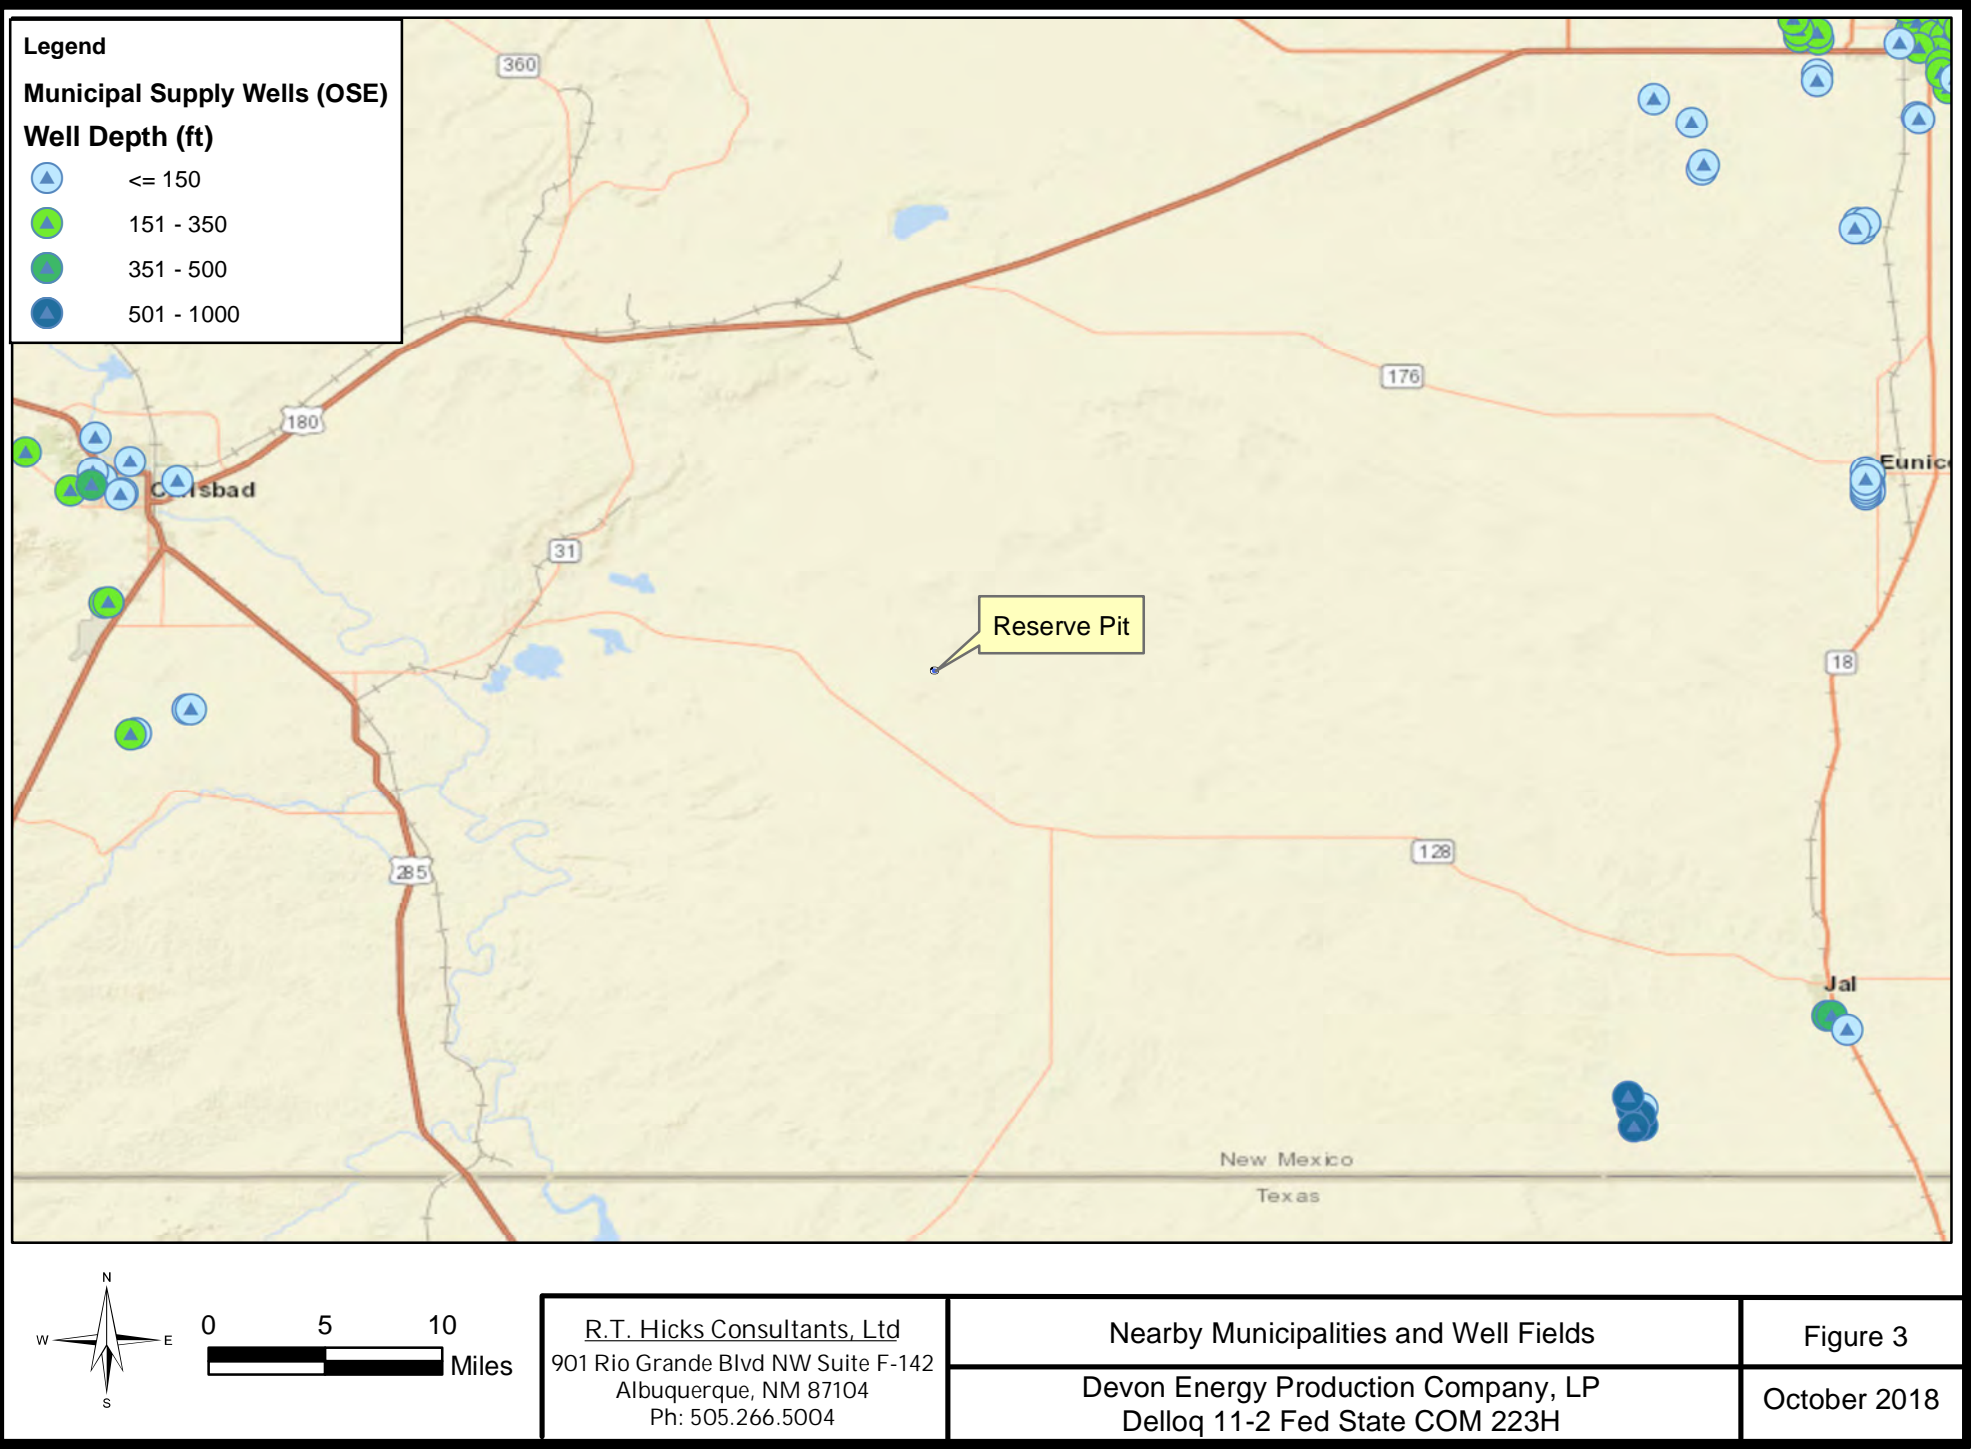 Legend
Municipal Supply Wells (OSE)
Well Depth (ft)
<= 150
151 - 350
351 - 500
501 - 1000
360
180
176
Eunice
Carlsbad
31
Reserve Pit
18
128
285
Jal
New Mexico
Texas
N
W
E
S
0 5 10
Miles
R.T. Hicks Consultants, Ltd
901 Rio Grande Blvd NW Suite F-142
Albuquerque, NM 87104
Ph: 505.266.5004
Nearby Municipalities and Well Fields
Devon Energy Production Company, LP
Delloq 11-2 Fed State COM 223H
Figure 3
October 2018